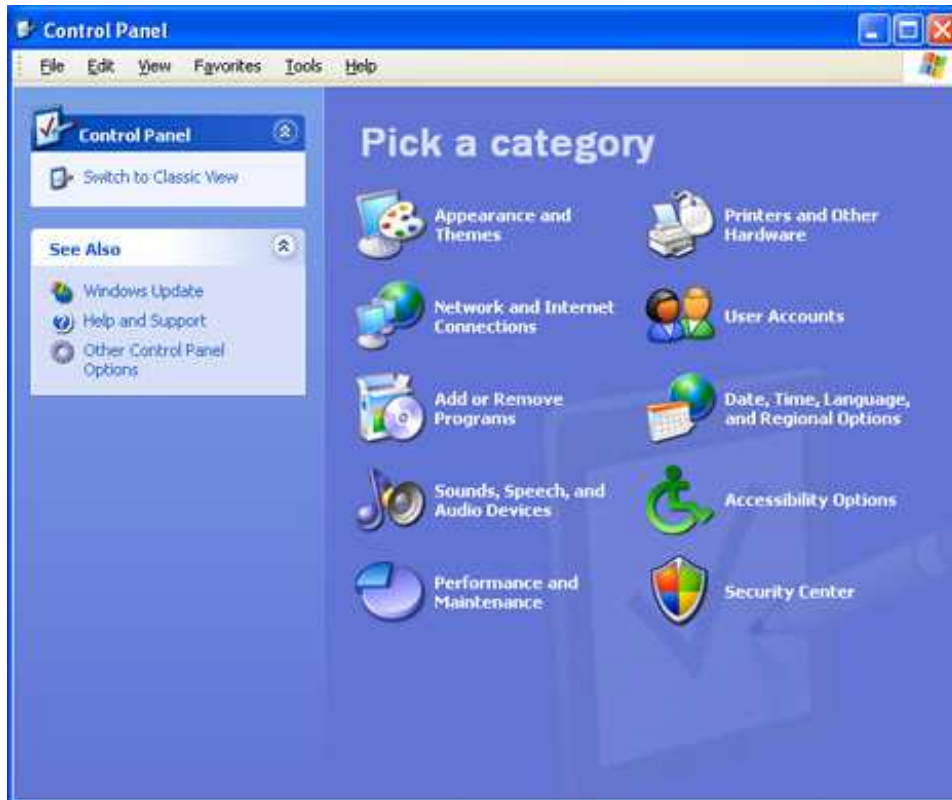 Control Panel
File Edit View Favorites Tools Help
Control Panel
Switch to Classic View
See Also
Windows Update
Help and Support
Other Control Panel
Options
Pick a category
Appearance and
Themes
Printers and Other
Hardware
Network and Internet
Connections
User Accounts
Add or Remove
Programs
Date, Time, Language,
and Regional Options
Sounds, Speech, and
Audio Devices
Accessibility Options
Performance and
Maintenance
Security Center